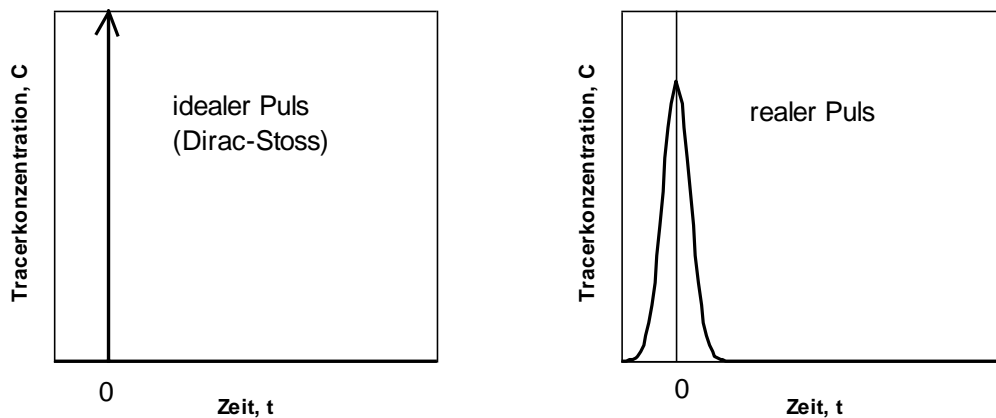 Tracerkonzentration, C
idealer Puls
(Dirac-Stoss)
0
Zeit, t
Tracerkonzentration, C
realer Puls
0
Zeit, t